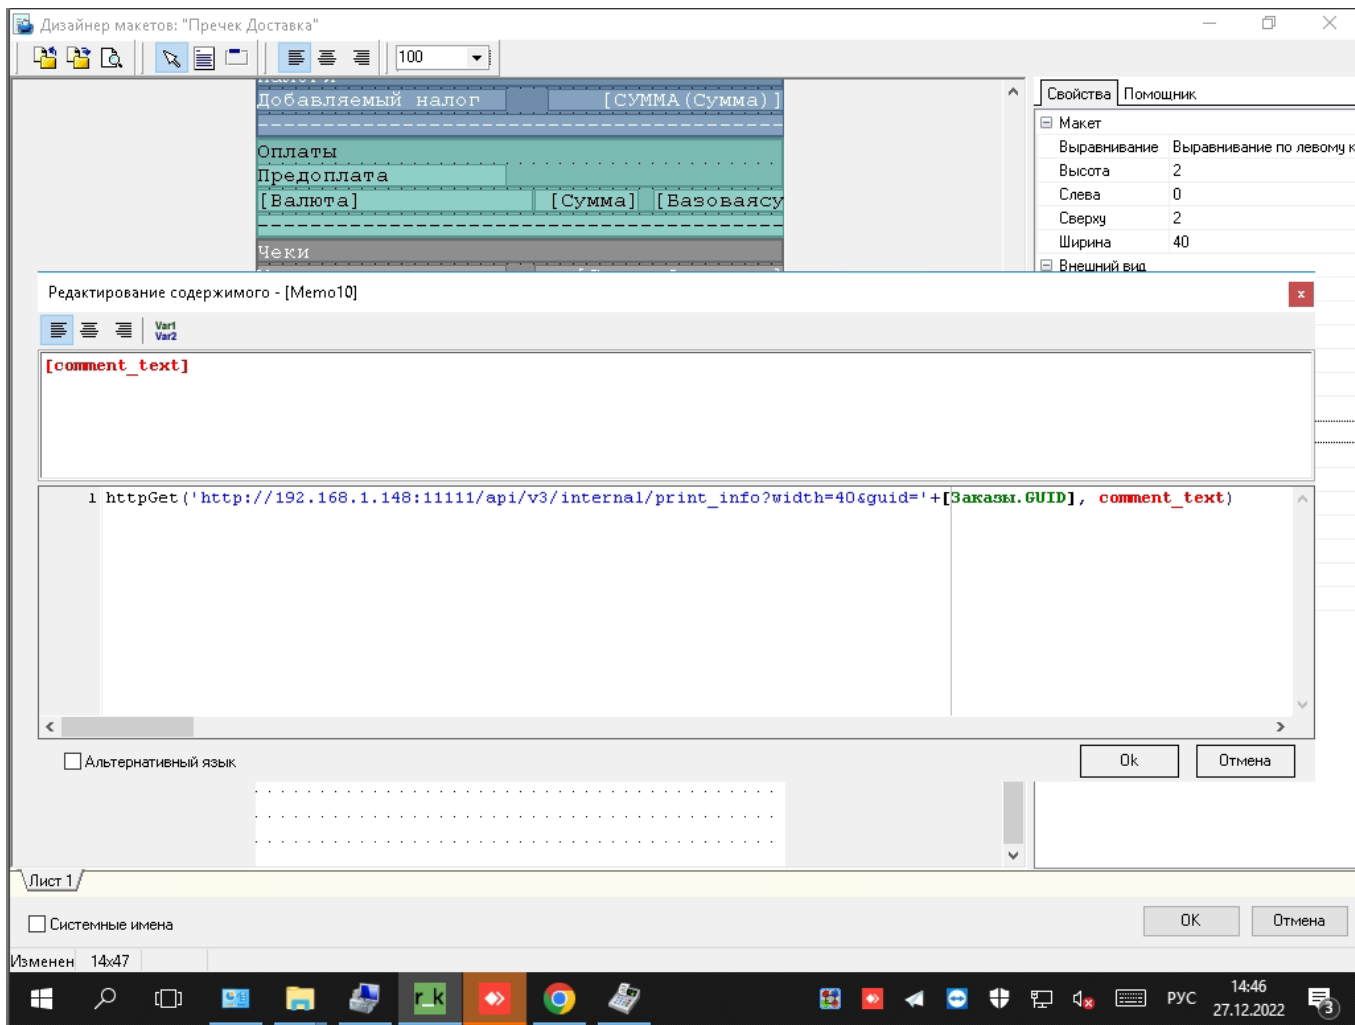 Дизайнер макетов: "Пречек Доставка"
100
Добавляемый налог [СУММА(Сумма)]
Оплаты
Предоплата
[Валюта] [Сумма] [Базоваясу
Чеки
Свойства Помощник
Макет
Выравнивание Выравнивание по левому к
Высота 2
Слева 0
Сверху 2
Ширина 40
Внешний вид
Редактирование содержимого - [Memo10]
Var1
Var2
[comment_text]
1 httpGet('http://192.168.1.148:11111/api/v3/internal/print_info?width=40&guid='+[Заказы.GUID], comment_text)
Альтернативный язык
Ok Отмена
Лист 1
Системные имена
OK Отмена
Изменен 14x47
r_k
РУС
14:46
27.12.2022
3